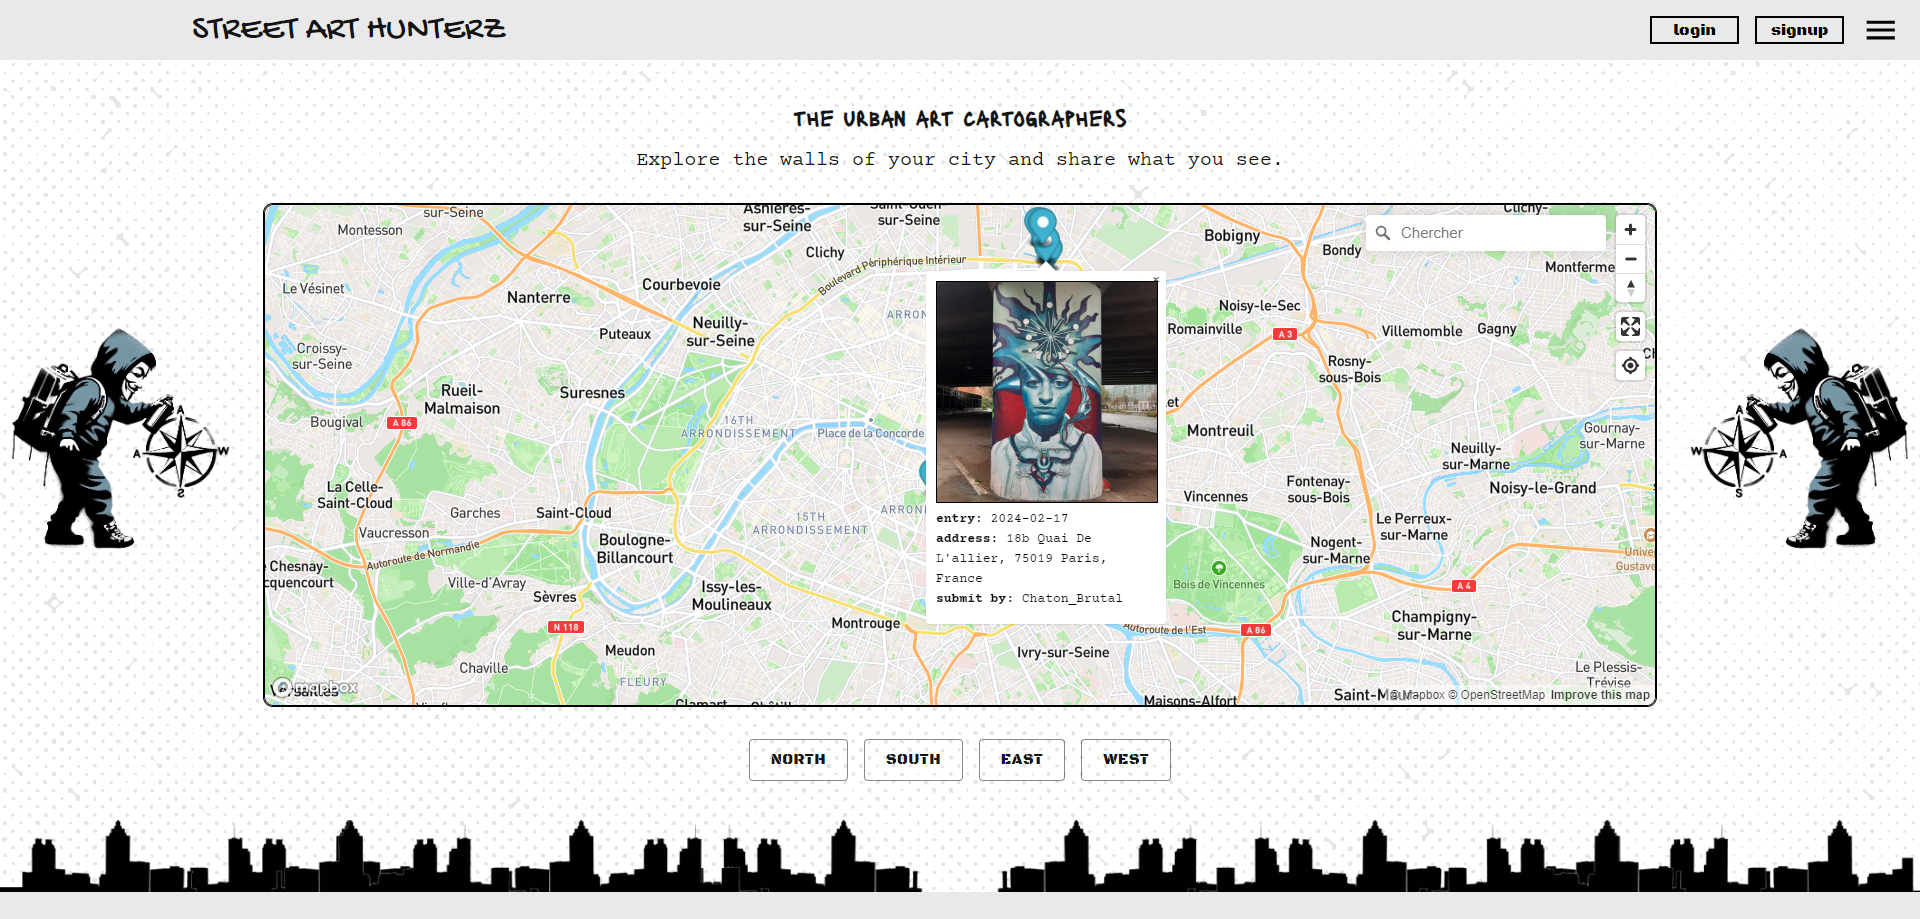 STREET ART HUNTERZ
login
signup
THE URBAN ART CARTOGRAPHERS
Explore the walls of your city and share what you see.
sur-Seine
Asnières-
sur-Seine
sur-Seine
Montesson
Clichy
Bobigny
Bondy
Chercher
Clichy-
Montferme
Boulevard Périphérique Intérieur
Le Vésinet
Nanterre
Courbevoie
Noisy-le-Sec
ARRON
Puteaux
Neuilly-
sur-Seine
Romainville
A 3
Villemomble
Gagny
Croissy-
sur-Seine
Rosny-
sous-Bois
Rueil-
Malmaison
Suresnes
Bougival
A 86
16TH
ARRONDISSEMENT
Place de la Concorde
Montreuil
Gournay-
sur-Marne
Neuilly-
sur-Marne
A
W
A
S
W
A
A
S
La Celle-
Saint-Cloud
Garches
Saint-Cloud
15TH
ARRONDISSEMENT
ARRON
Vincennes
Fontenay-
sous-Bois
Noisy-le-Grand
Vaucresson
Autoroute de Normandie
Boulogne-
Billancourt
Le Perreux-
sur-Marne
Nogent-
sur-Marne
Chesnay-
cquencourt
Ville-d'Avray
Sèvres
Issy-les-
Moulineaux
Bois de Vincennes
Unive
Gustave
A 4
entry: 2024-02-17
address: 18b Quai De
L'allier, 75019 Paris,
France
submit by: Chaton_Brutal
N 118
Montrouge
Autoroute de l'Est
A 86
Champigny-
sur-Marne
Chaville
Meudon
FLEURY
Ivry-sur-Seine
Le Plessis-
Trévise
mapbox
Maisons-Alfort
© Mapbox © OpenStreetMap Improve this map
NORTH
SOUTH
EAST
WEST